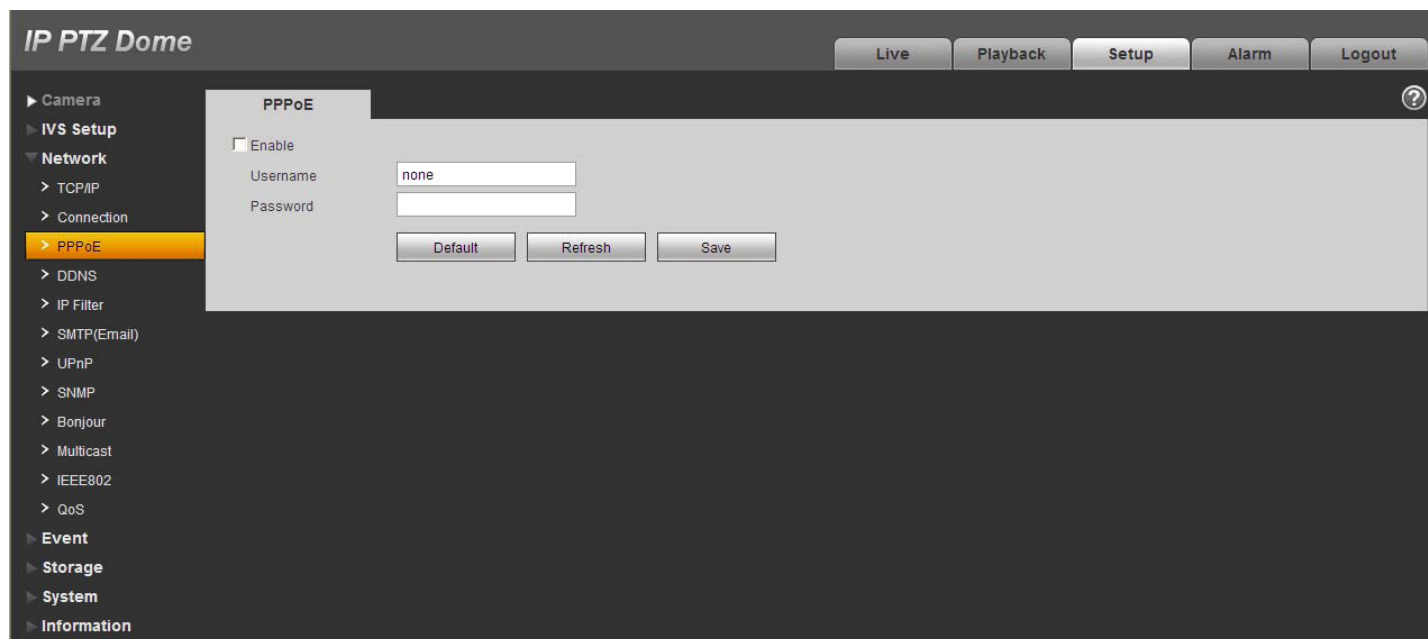 IP PTZ Dome
Live Playback Setup Alarm Logout
Camera
IVS Setup
Network
TCP/IP
Connection
PPPoE
DDNS
IP Filter
SMTP(Email)
UPnP
SNMP
Bonjour
Multicast
IEEE802
QoS
Event
Storage
System
Information
PPPoE
?
Enable
Username none
Password
Default Refresh Save